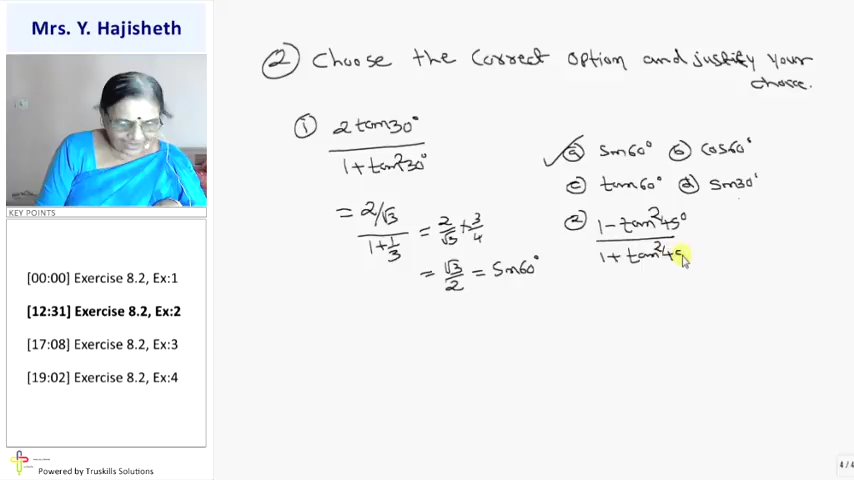 Mrs. Y. Hajisheth
KEY POINTS
[00:00] Exercise 8.2, Ex:1
[12:31] Exercise 8.2, Ex:2
[17:08] Exercise 8.2, Ex:3
[19:02] Exercise 8.2, Ex:4
Powered by Truskills Solutions
② Choose the correct option and justify your
choice.
① 2 tan30°
1 + tan²30°
ⓐ Sin60° ⓑ Cos60°
ⓒ tan60° ⓓ Sin30°
= 2/√3
1 + 1/3
= 2/√3 + 3/4
= √3/2 = Sin60°
② 1 - tan²45°
1 + tan²45
4/4